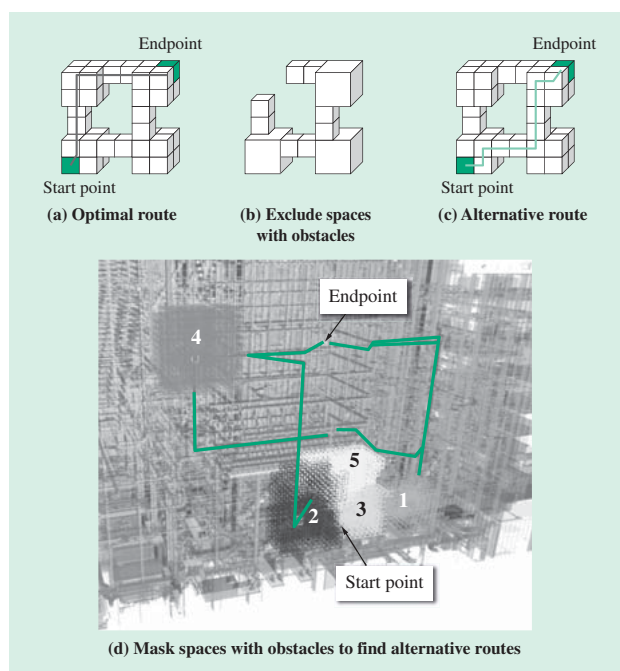 Endpoint
Endpoint
Start point
Start point
(a) Optimal route
(b) Exclude spaces
with obstacles
(c) Alternative route
Endpoint
4
5
2
3
1
Start point
(d) Mask spaces with obstacles to find alternative routes